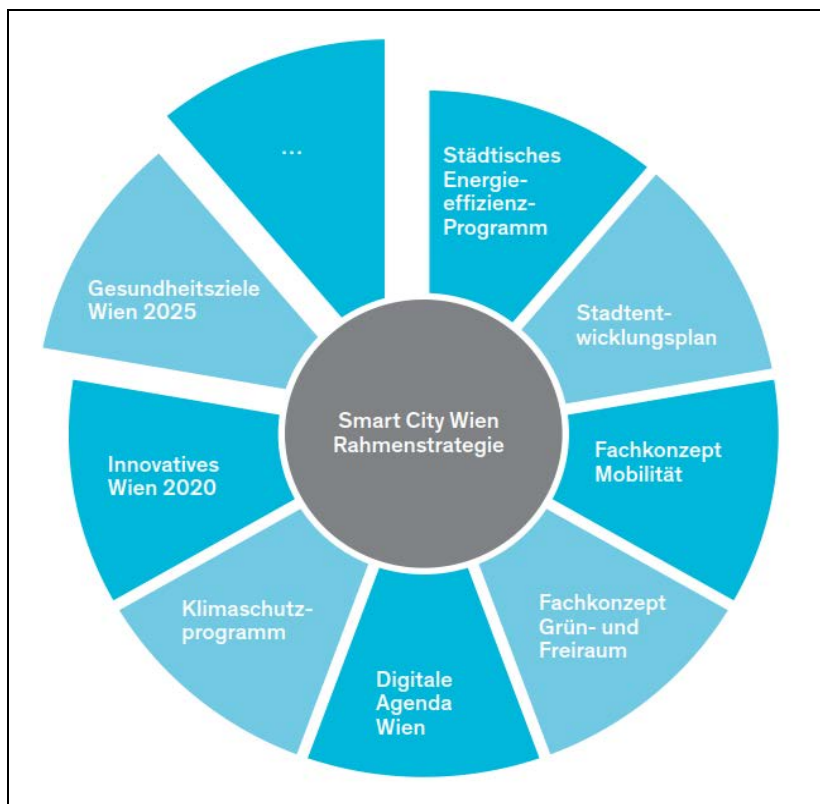 ...
Städtisches
Energie-
effizienz-
Programm
Stadtent-
wicklungsplan
Fachkonzept
Mobilität
Fachkonzept
Grün- und
Freiraum
Digitale
Agenda
Wien
Klimaschutz-
programm
Innovatives
Wien 2020
Gesundheitsziele
Wien 2025
Smart City Wien
Rahmenstrategie